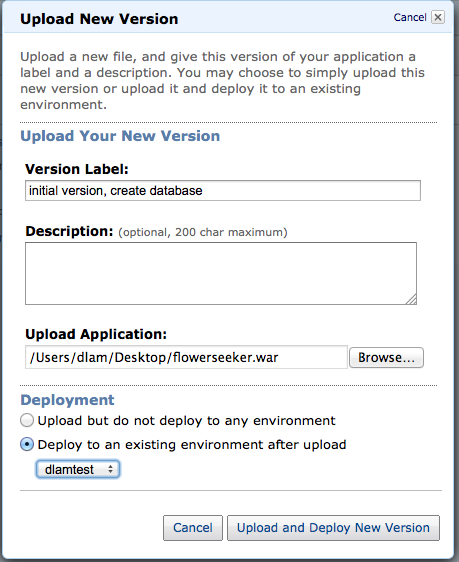 Upload New Version
Cancel
Upload a new file, and give this version of your application a
label and a description. You may choose to simply upload this
new version or upload it and deploy it to an existing
environment.
Upload Your New Version
Version Label:
initial version, create database
Description: (optional, 200 char maximum)
Upload Application:
/Users/dlam/Desktop/flowerseeker.war
Browse...
Deployment
Upload but do not deploy to any environment
Deploy to an existing environment after upload
dlamtest
Cancel
Upload and Deploy New Version